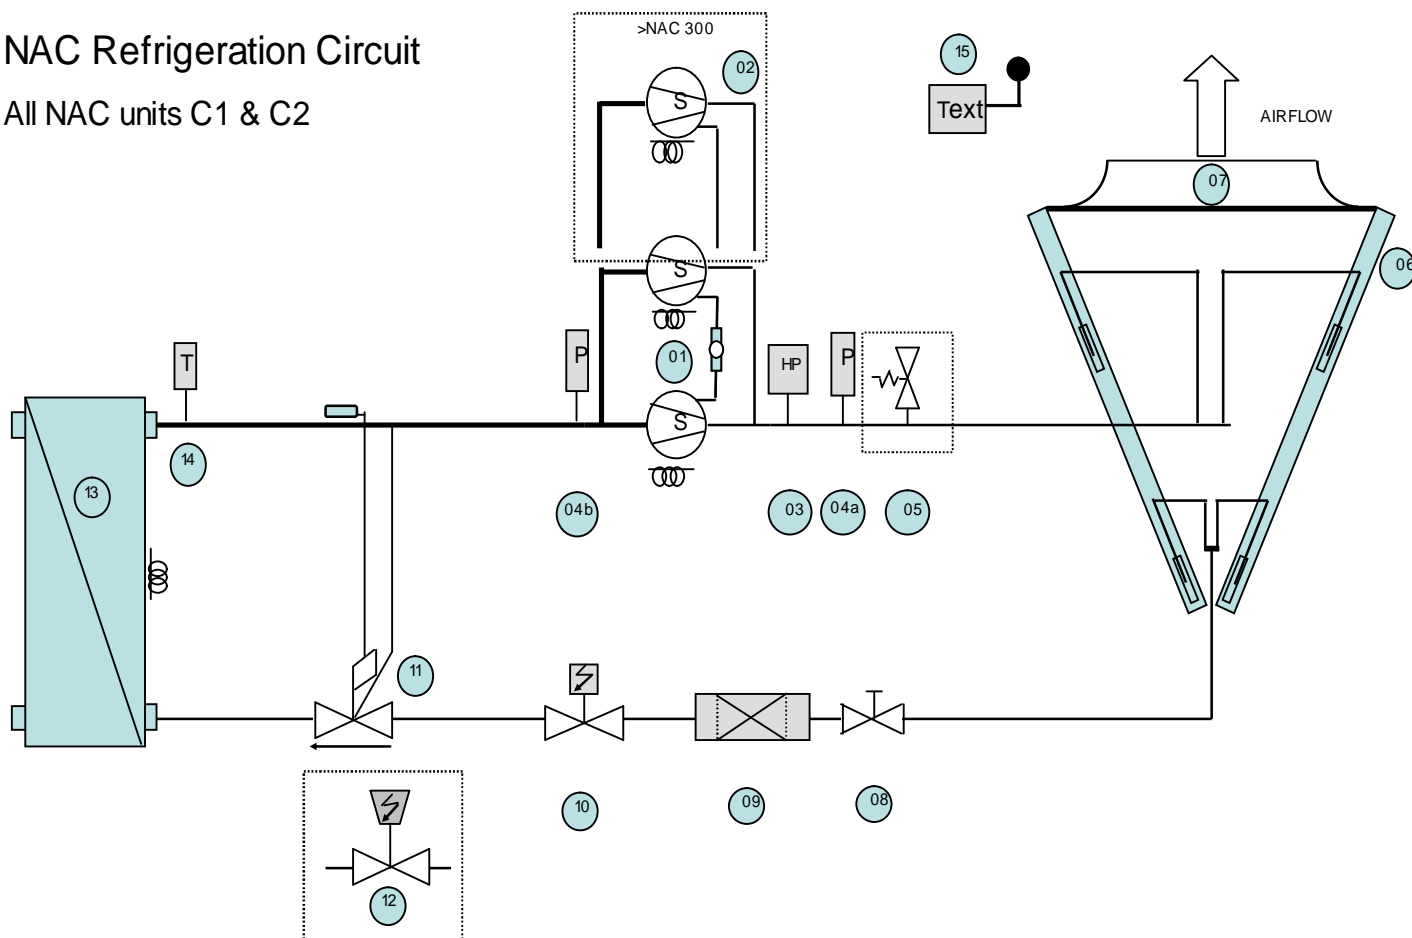 NAC Refrigeration Circuit
All NAC units C1 & C2
>NAC 300
02
S
15
Text
AIRFLOW
07
06
S
01
T
P
HP
P
S
14
13
04b
03
04a
05
11
10
09
08
12